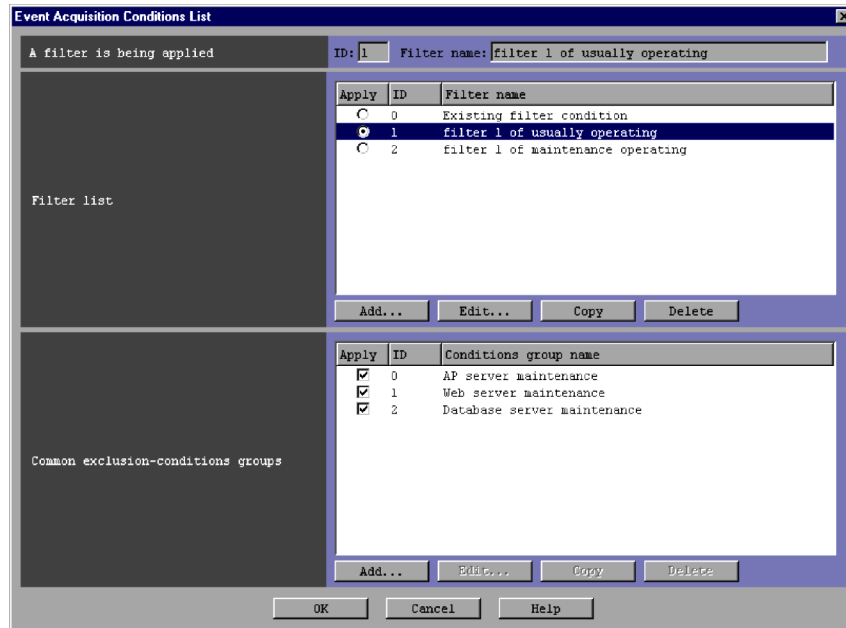 Event Acquisition Conditions List
A filter is being applied ID: 1 Filter name: filter 1 of usually operating
Apply ID Filter name
0 Existing filter condition
1 filter 1 of usually operating
2 filter 1 of maintenance operating
Filter list
Add... Edit... Copy Delete
Apply ID Conditions group name
0 AP server maintenance
1 Web server maintenance
2 Database server maintenance
Common exclusion-conditions groups
Add... Edit... Copy Delete
OK Cancel Help